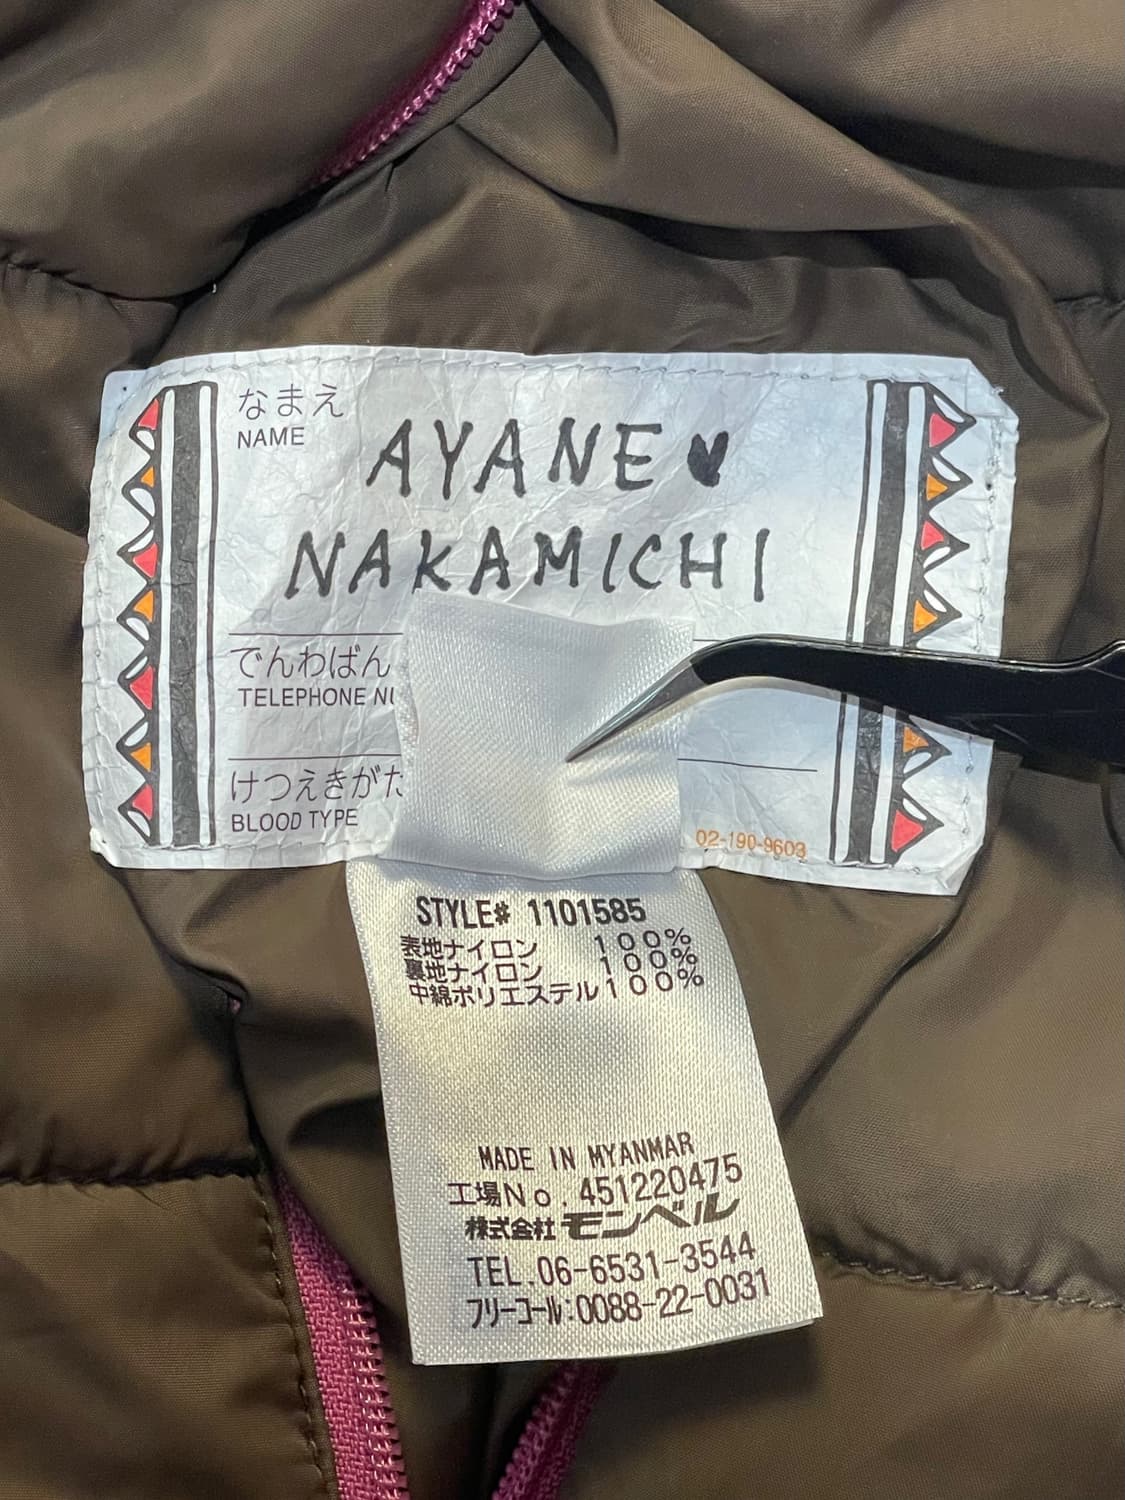 なまえ
NAME
AYANE♥
NAKAMICHI
でんわばん
TELEPHONE NU
けつえきがた
BLOOD TYPE
02-190-9603
STYLE# 1101585
表地ナイロン 100%
裏地ナイロン 100%
中綿ポリエステル100%
MADE IN MYANMAR
工場No.451220475
株式会社モンベル
TEL.06-6531-3544
フリーコール:0088-22-0031